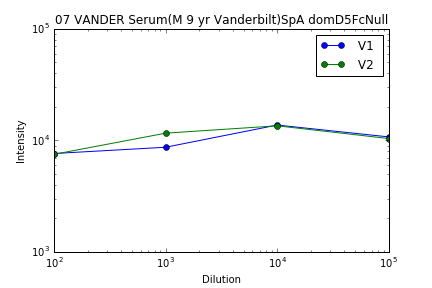 07 VANDER Serum(M 9 yr Vanderbilt)SpA domD5FcNull
10^5
V1
V2
10^4
Intensity
10^3
10^2 10^3 10^4 10^5
Dilution